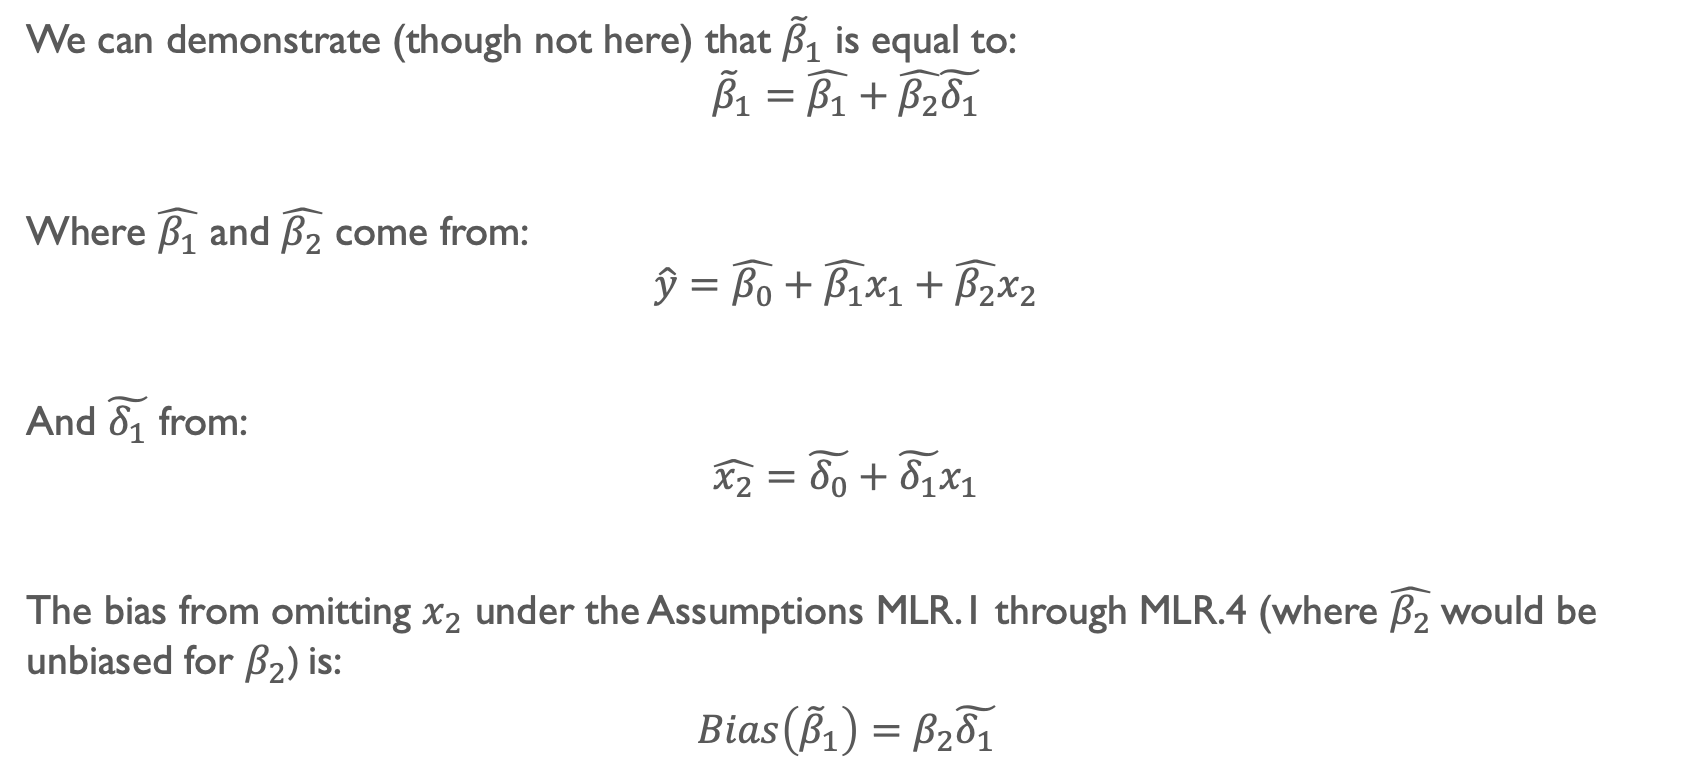 We can demonstrate (though not here) that β̃₁ is equal to:
β̃₁ = β̂₁ + β̂₂δ̃₁
Where β̂₁ and β̂₂ come from:
ŷ = β̂₀ + β̂₁x₁ + β̂₂x₂
And δ̃₁ from:
x̂₂ = δ̃₀ + δ̃₁x₁
The bias from omitting x₂ under the Assumptions MLR.1 through MLR.4 (where β̂₂ would be
unbiased for β₂) is:
Bias(β̃₁) = β₂δ̃₁